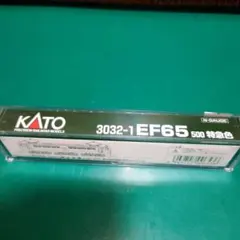 N-GAUGE
KATO 3032-1 EF65 500 特急色
PRECISION RAILROAD MODELS